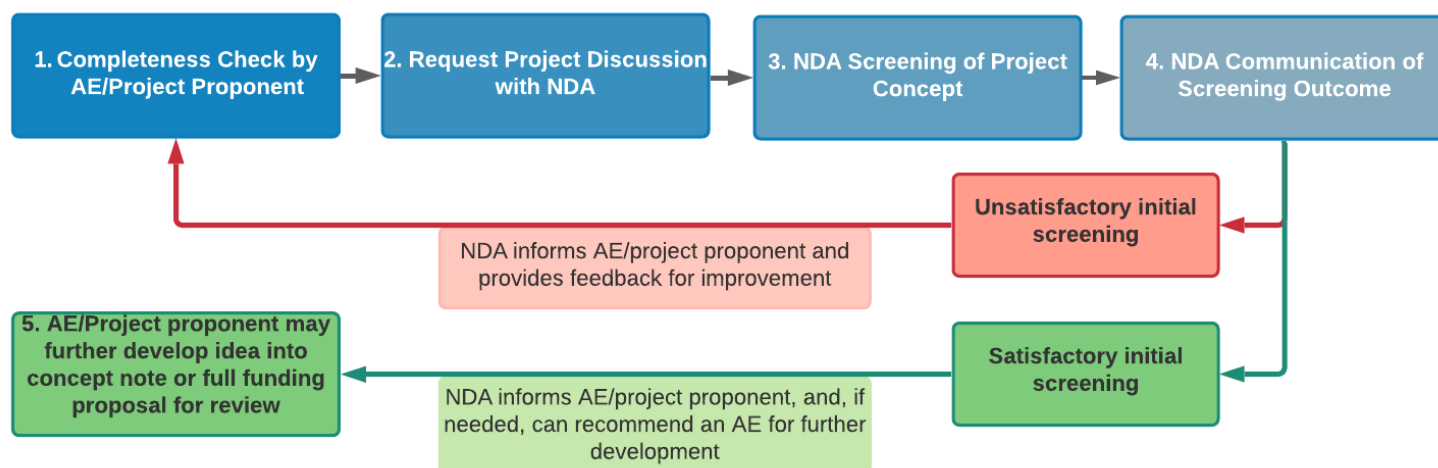 1. Completeness Check by
AE/Project Proponent
2. Request Project Discussion
with NDA
3. NDA Screening of Project
Concept
4. NDA Communication of
Screening Outcome
Unsatisfactory initial
screening
NDA informs AE/project proponent and
provides feedback for improvement
5. AE/Project proponent may
further develop idea into
concept note or full funding
proposal for review
Satisfactory initial
screening
NDA informs AE/project proponent, and, if
needed, can recommend an AE for further
development